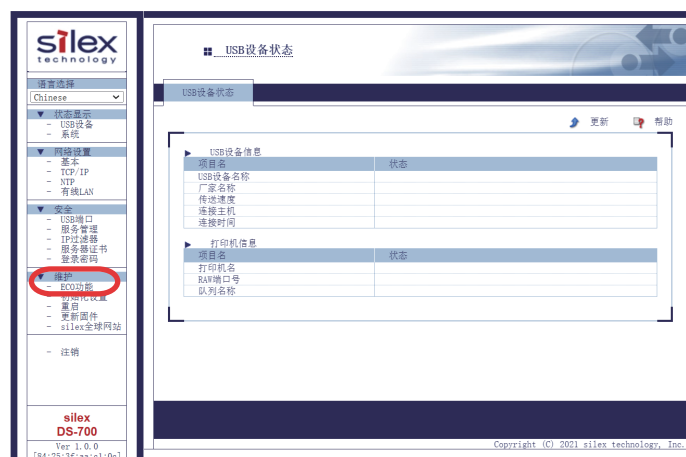 silex
technology
语言选择
Chinese
▼ 状态显示
- USB设备
- 系统
▼ 网络设置
- 基本
- TCP/IP
- NTP
- 有线LAN
▼ 安全
- USB端口
- 服务管理
- IP过滤器
- 服务器证书
- 登录密码
▼ 维护
- ECO功能
- 初始化设置
- 重启
- 更新固件
- silex全球网站
- 注销
silex
DS-700
Ver 1.0.0
USB设备状态
USB设备状态
更新 帮助
▶ USB设备信息
项目名 状态
USB设备名称
厂家名称
传送速度
连接主机
连接时间
▶ 打印机信息
项目名 状态
打印机名
RAW端口号
队列名称
Copyright (C) 2021 silex technology, Inc.